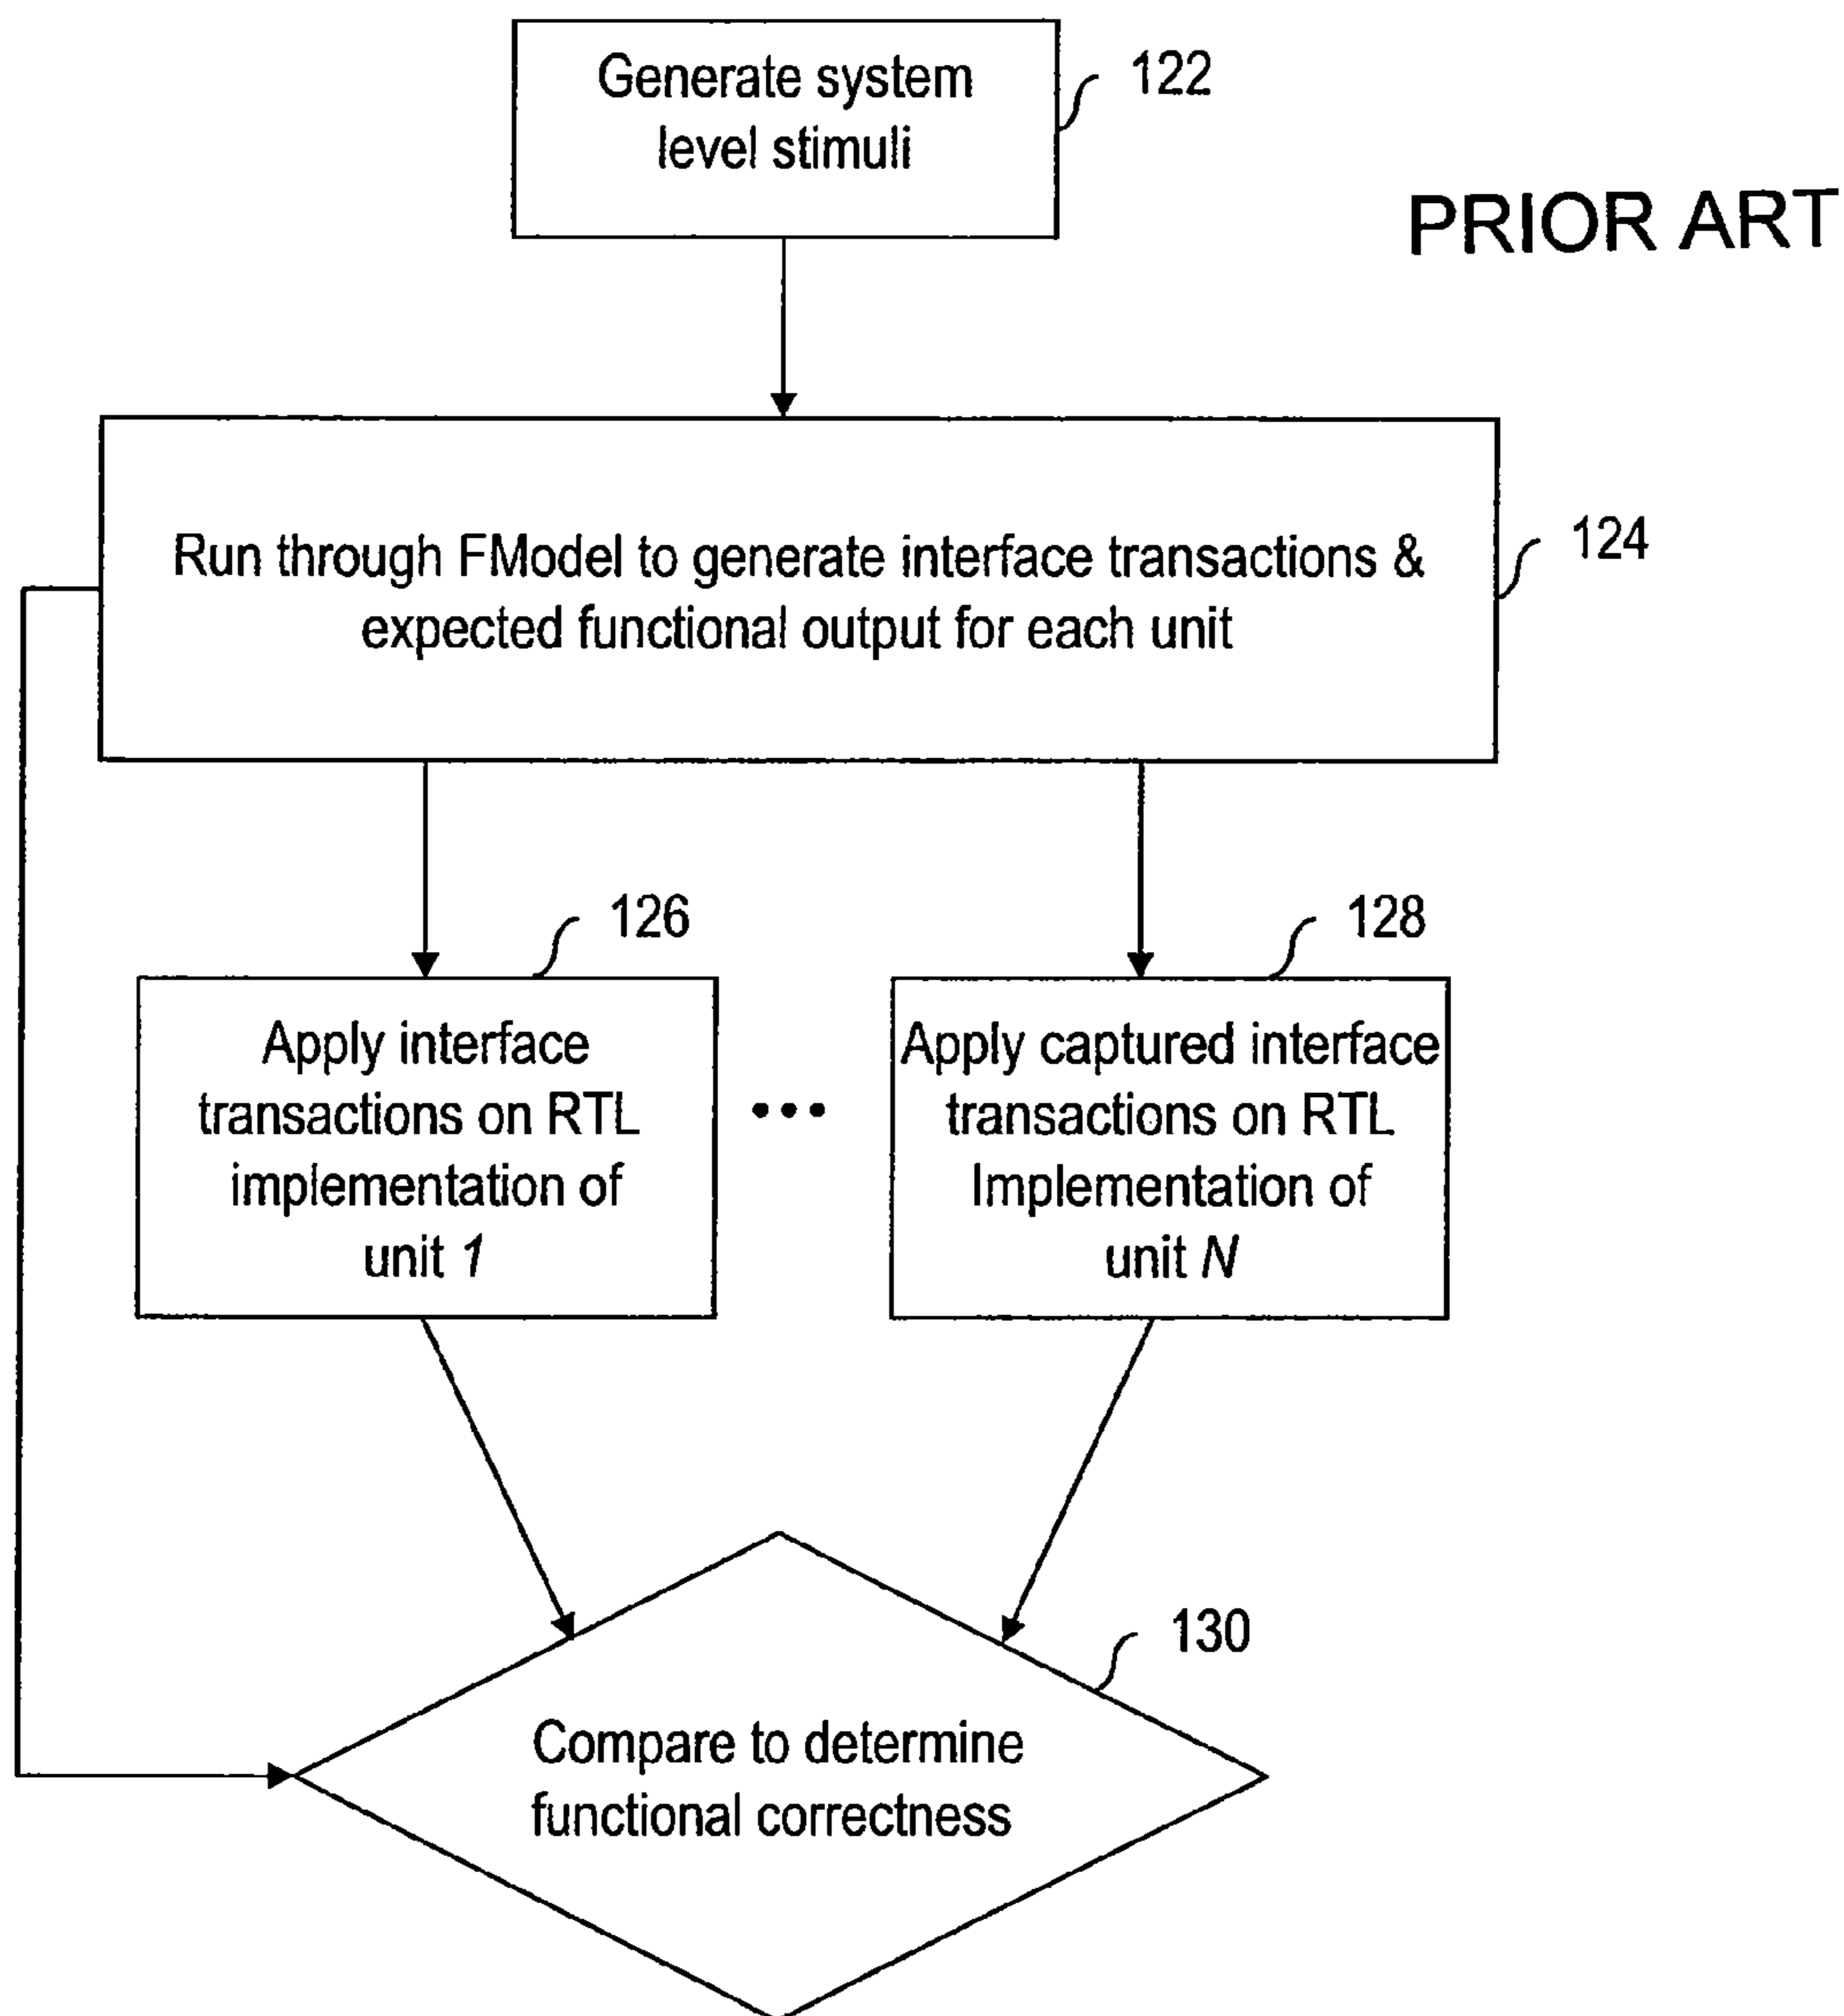 Generate system
level stimuli
122
PRIOR ART
Run through FModel to generate interface transactions &
expected functional output for each unit
124
126
128
Apply interface
transactions on RTL
implementation of
unit 1
•••
Apply captured interface
transactions on RTL
Implementation of
unit N
130
Compare to determine
functional correctness